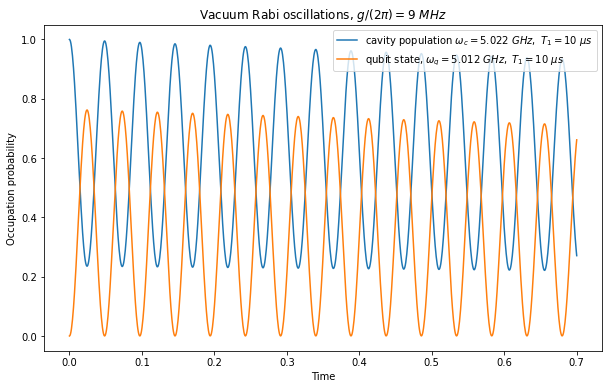 Vacuum Rabi oscillations, g/(2π) = 9 MHz
cavity population ω_c = 5.022 GHz, T_1 = 10 μs
qubit state, ω_q = 5.012 GHz, T_1 = 10 μs
Occupation probability
1.0
0.8
0.6
0.4
0.2
0.0
0.0 0.1 0.2 0.3 0.4 0.5 0.6 0.7
Time